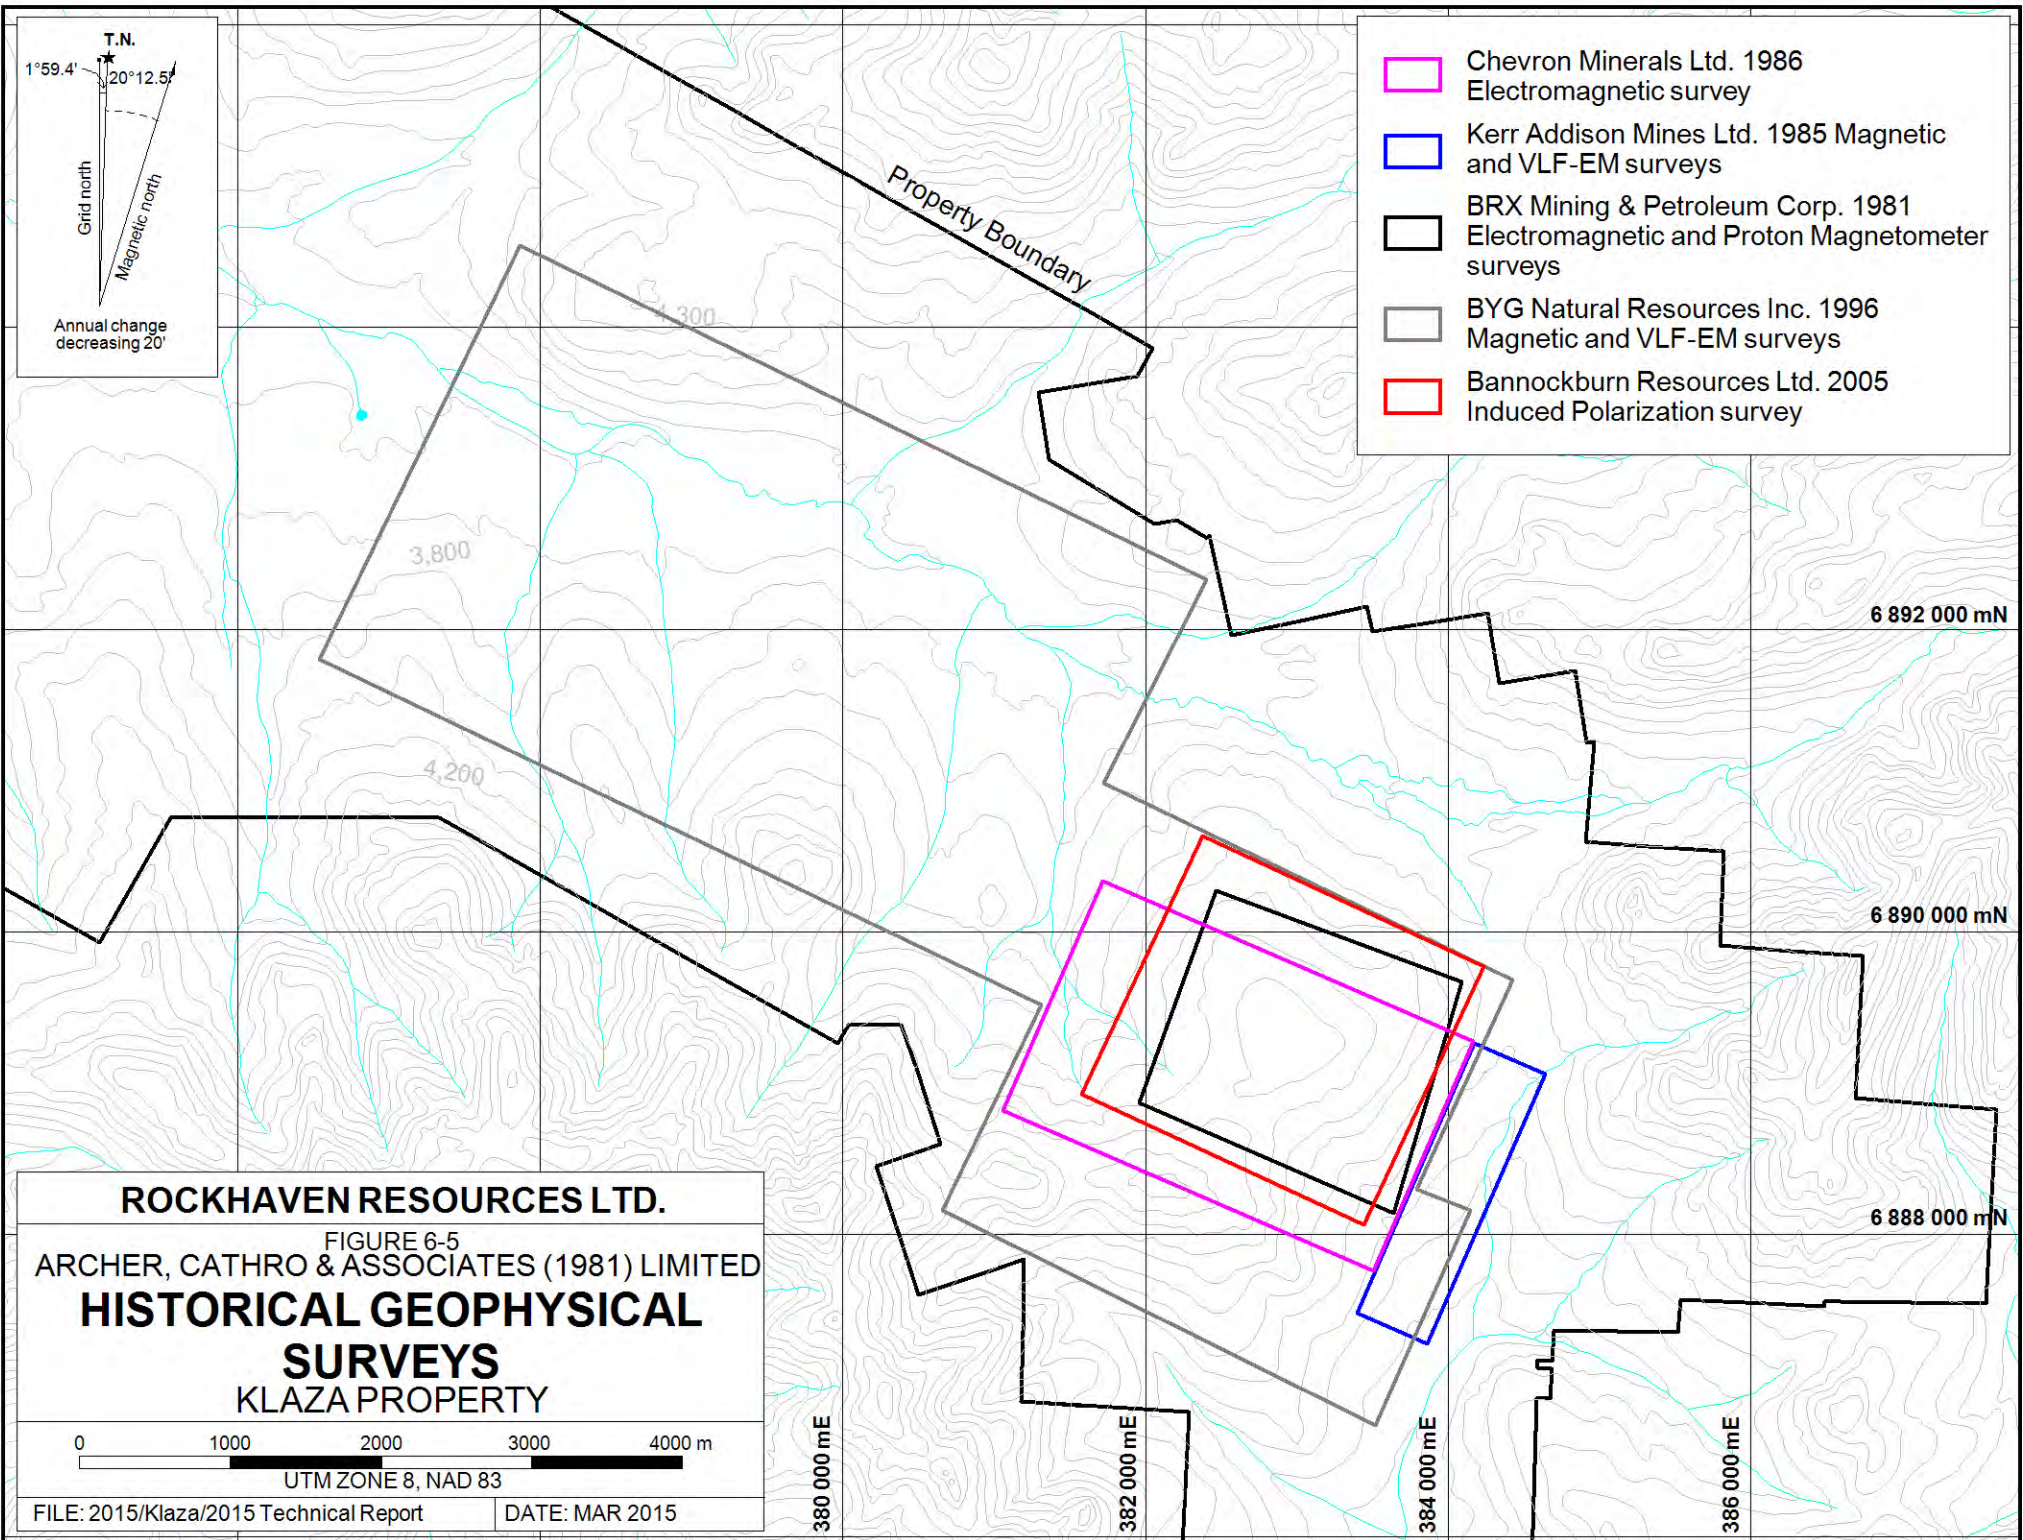 T.N.
1°59.4'
20°12.5'
Grid north
Magnetic north
Annual change
decreasing 20'
Chevron Minerals Ltd. 1986
Electromagnetic survey
Kerr Addison Mines Ltd. 1985 Magnetic
and VLF-EM surveys
BRX Mining & Petroleum Corp. 1981
Electromagnetic and Proton Magnetometer
surveys
BYG Natural Resources Inc. 1996
Magnetic and VLF-EM surveys
Bannockburn Resources Ltd. 2005
Induced Polarization survey
Property Boundary
4,300
3,800
4,200
6 892 000 mN
6 890 000 mN
6 888 000 mN
380 000 mE
382 000 mE
384 000 mE
386 000 mE
ROCKHAVEN RESOURCES LTD.
FIGURE 6-5
ARCHER, CATHRO & ASSOCIATES (1981) LIMITED
HISTORICAL GEOPHYSICAL
SURVEYS
KLAZA PROPERTY
0 1000 2000 3000 4000 m
UTM ZONE 8, NAD 83
FILE: 2015/Klaza/2015 Technical Report
DATE: MAR 2015